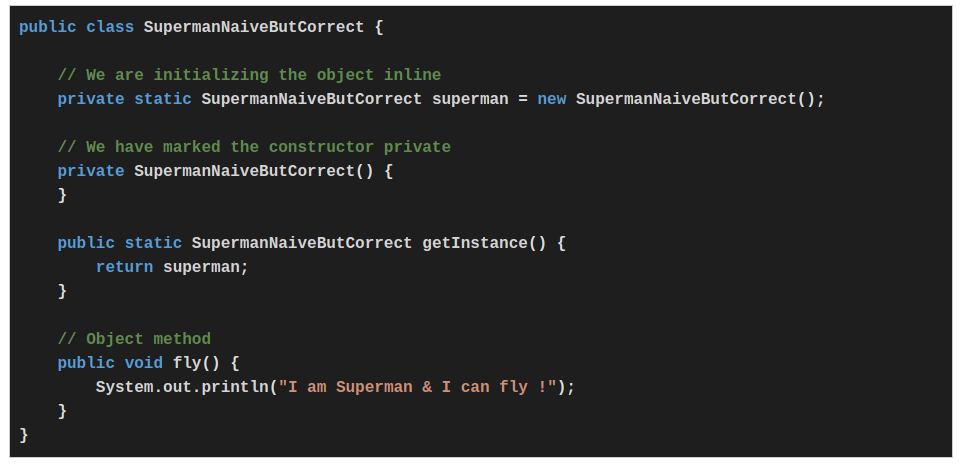 public class SupermanNaiveButCorrect {
// We are initializing the object inline
private static SupermanNaiveButCorrect superman = new SupermanNaiveButCorrect();
// We have marked the constructor private
private SupermanNaiveButCorrect() {
}
public static SupermanNaiveButCorrect getInstance() {
return superman;
}
// Object method
public void fly() {
System.out.println("I am Superman & I can fly !");
}
}